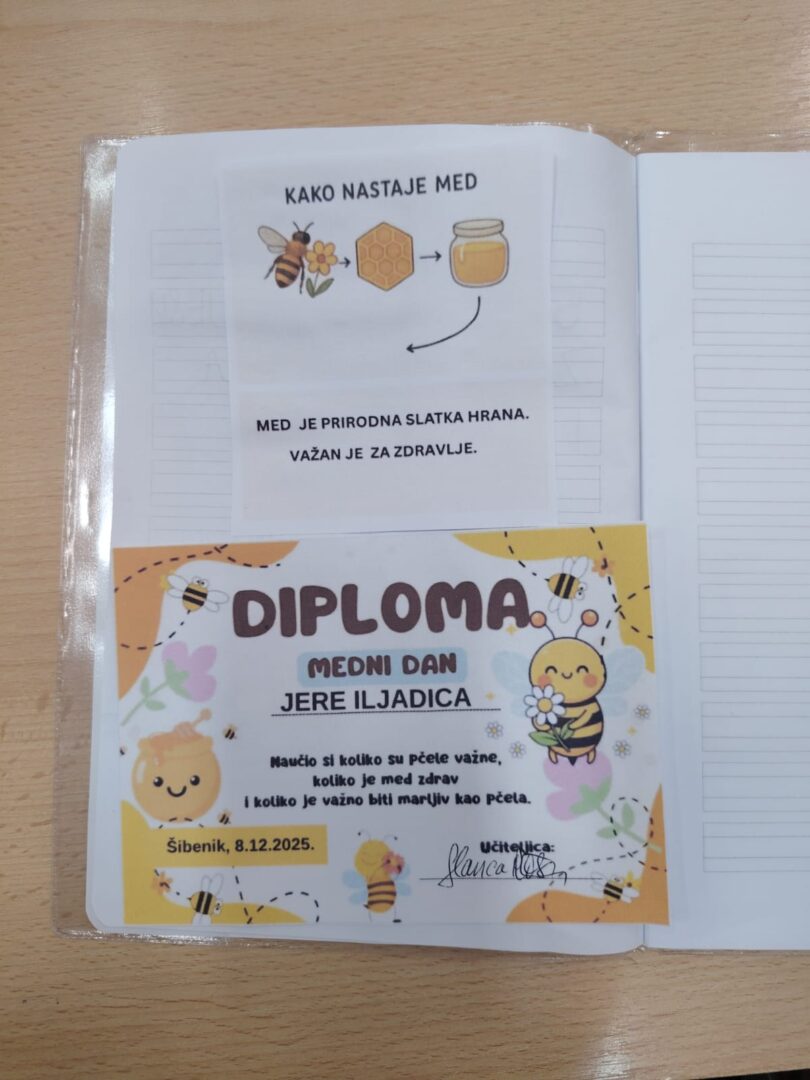 KAKO NASTAJE MED
MED JE PRIRODNA SLATKA HRANA.
VAŽAN JE ZA ZDRAVLJE.
DIPLOMA
MEDNI DAN
JERE ILJADICA
Naučio si koliko su pčele važne,
koliko je med zdrav
i koliko je važno biti marljiv kao pčela.
Šibenik, 8.12.2025.
Učiteljica: